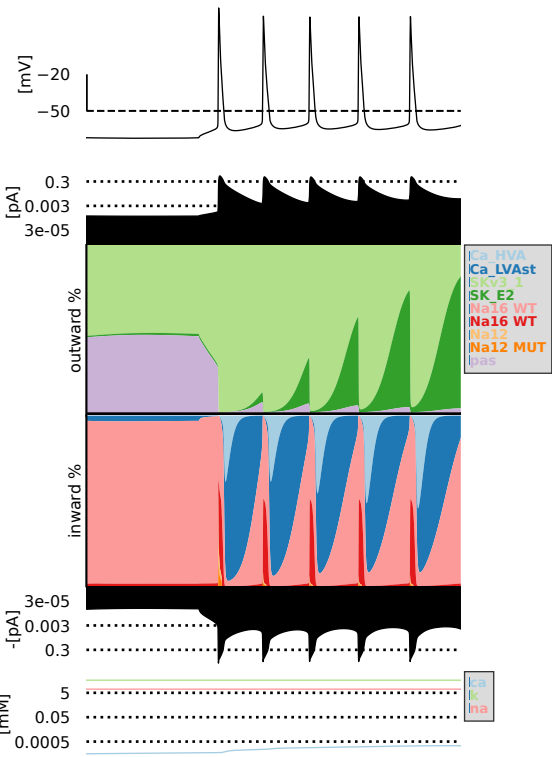 [mV]
−20
−50
[pA]
0.3
0.003
3e-05
outward %
Ca_HVA
Ca_LVAst
SKv3_1
SK_E2
Na16 WT
Na16 WT
Na12
Na12 MUT
pas
inward %
-[pA]
3e-05
0.003
0.3
[mM]
5
0.05
0.0005
ca
k
na